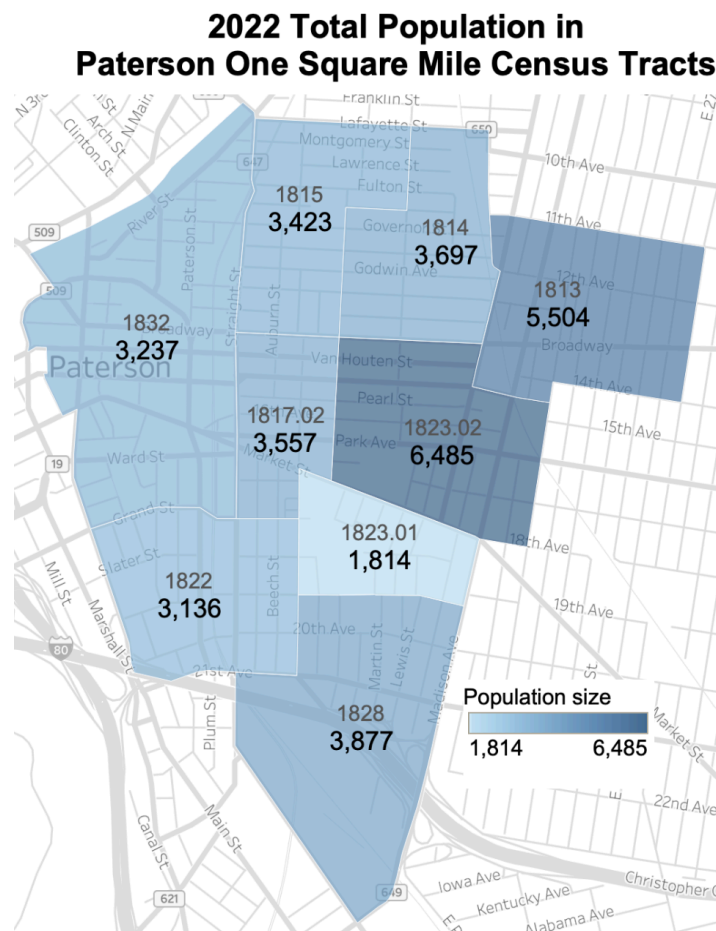 2022 Total Population in
Paterson One Square Mile Census Tracts
Franklin St
Lafayette St
650
Montgomery St
N Main
Arch St
Clinton St
10th Ave
647
Lawrence St
Fulton St
1815
3,423
River St
Paterson St
11th Ave
509
1814
3,697
Godwin Ave
12th Ave
1813
5,504
509
Straight St
Auburn St
1832
3,237
Broadway
Broadway
Paterson
Van Houten St
14th Ave
Pearl St
1817.02
3,557
Park Ave
1823.02
6,485
15th Ave
Market St
Ward St
19
Grand St
18th Ave
1823.01
1,814
Slater St
1822
3,136
Beech St
Mill St
Marshall St
19th Ave
20th Ave
Martin St
Lewis St
Madison Ave
80
21st Ave
St
Plum St
1828
3,877
Population size
1,814
6,485
Market St
E
22nd Ave
Main St
Canal St
621
649
Iowa Ave
Kentucky Ave
Alabama Ave
Christopher